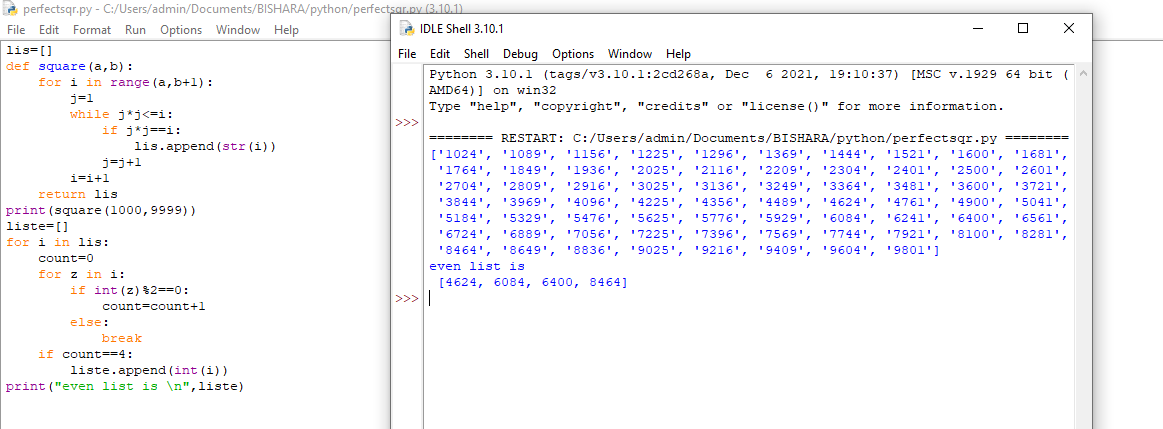 perfectsqr.py - C:/Users/admin/Documents/BISHARA/python/perfectsqr.py (3.10.1)
File Edit Format Run Options Window Help
lis=[]
def square(a,b):
    for i in range(a,b+1):
        j=1
        while j*j<=i:
            if j*j==i:
                lis.append(str(i))
            j=j+1
        i=i+1
    return lis
print(square(1000,9999))
liste=[]
for i in lis:
    count=0
    for z in i:
        if int(z)%2==0:
            count=count+1
        else:
            break
    if count==4:
        liste.append(int(i))
print("even list is \n",liste)
IDLE Shell 3.10.1
File Edit Shell Debug Options Window Help
Python 3.10.1 (tags/v3.10.1:2cd268a, Dec  6 2021, 19:10:37) [MSC v.1929 64 bit (
AMD64)] on win32
Type "help", "copyright", "credits" or "license()" for more information.
>>>
======== RESTART: C:/Users/admin/Documents/BISHARA/python/perfectsqr.py ========
['1024', '1089', '1156', '1225', '1296', '1369', '1444', '1521', '1600', '1681',
 '1764', '1849', '1936', '2025', '2116', '2209', '2304', '2401', '2500', '2601',
 '2704', '2809', '2916', '3025', '3136', '3249', '3364', '3481', '3600', '3721',
 '3844', '3969', '4096', '4225', '4356', '4489', '4624', '4761', '4900', '5041',
 '5184', '5329', '5476', '5625', '5776', '5929', '6084', '6241', '6400', '6561',
 '6724', '6889', '7056', '7225', '7396', '7569', '7744', '7921', '8100', '8281',
 '8464', '8649', '8836', '9025', '9216', '9409', '9604', '9801']
even list is
 [4624, 6084, 6400, 8464]
>>>